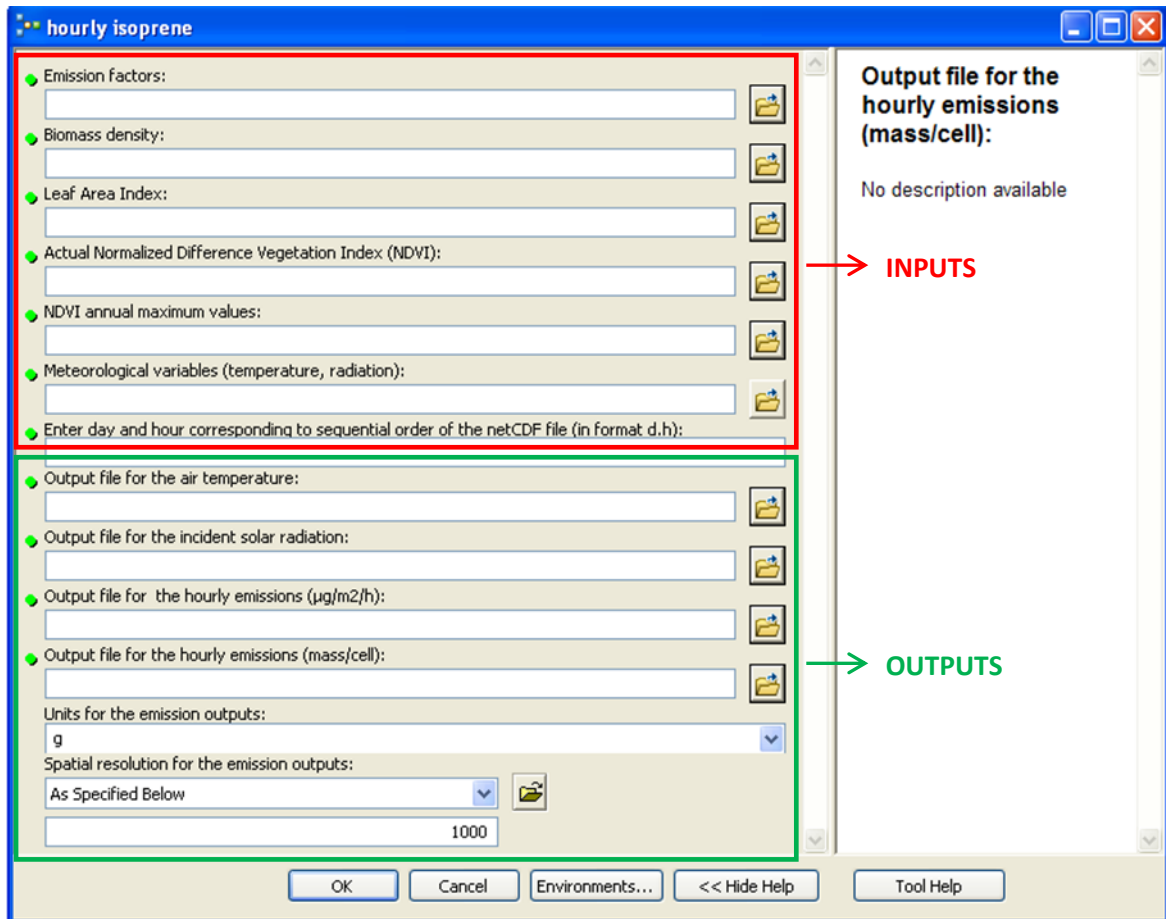 hourly isoprene
Emission factors:
Biomass density:
Leaf Area Index:
Actual Normalized Difference Vegetation Index (NDVI):
NDVI annual maximum values:
Meteorological variables (temperature, radiation):
Enter day and hour corresponding to sequential order of the netCDF file (in format d.h):
Output file for the air temperature:
Output file for the incident solar radiation:
Output file for  the hourly emissions (µg/m2/h):
Output file for the hourly emissions (mass/cell):
Units for the emission outputs:
g
Spatial resolution for the emission outputs:
As Specified Below
1000
INPUTS
OUTPUTS
Output file for the
hourly emissions
(mass/cell):
No description available
OK
Cancel
Environments...
<< Hide Help
Tool Help